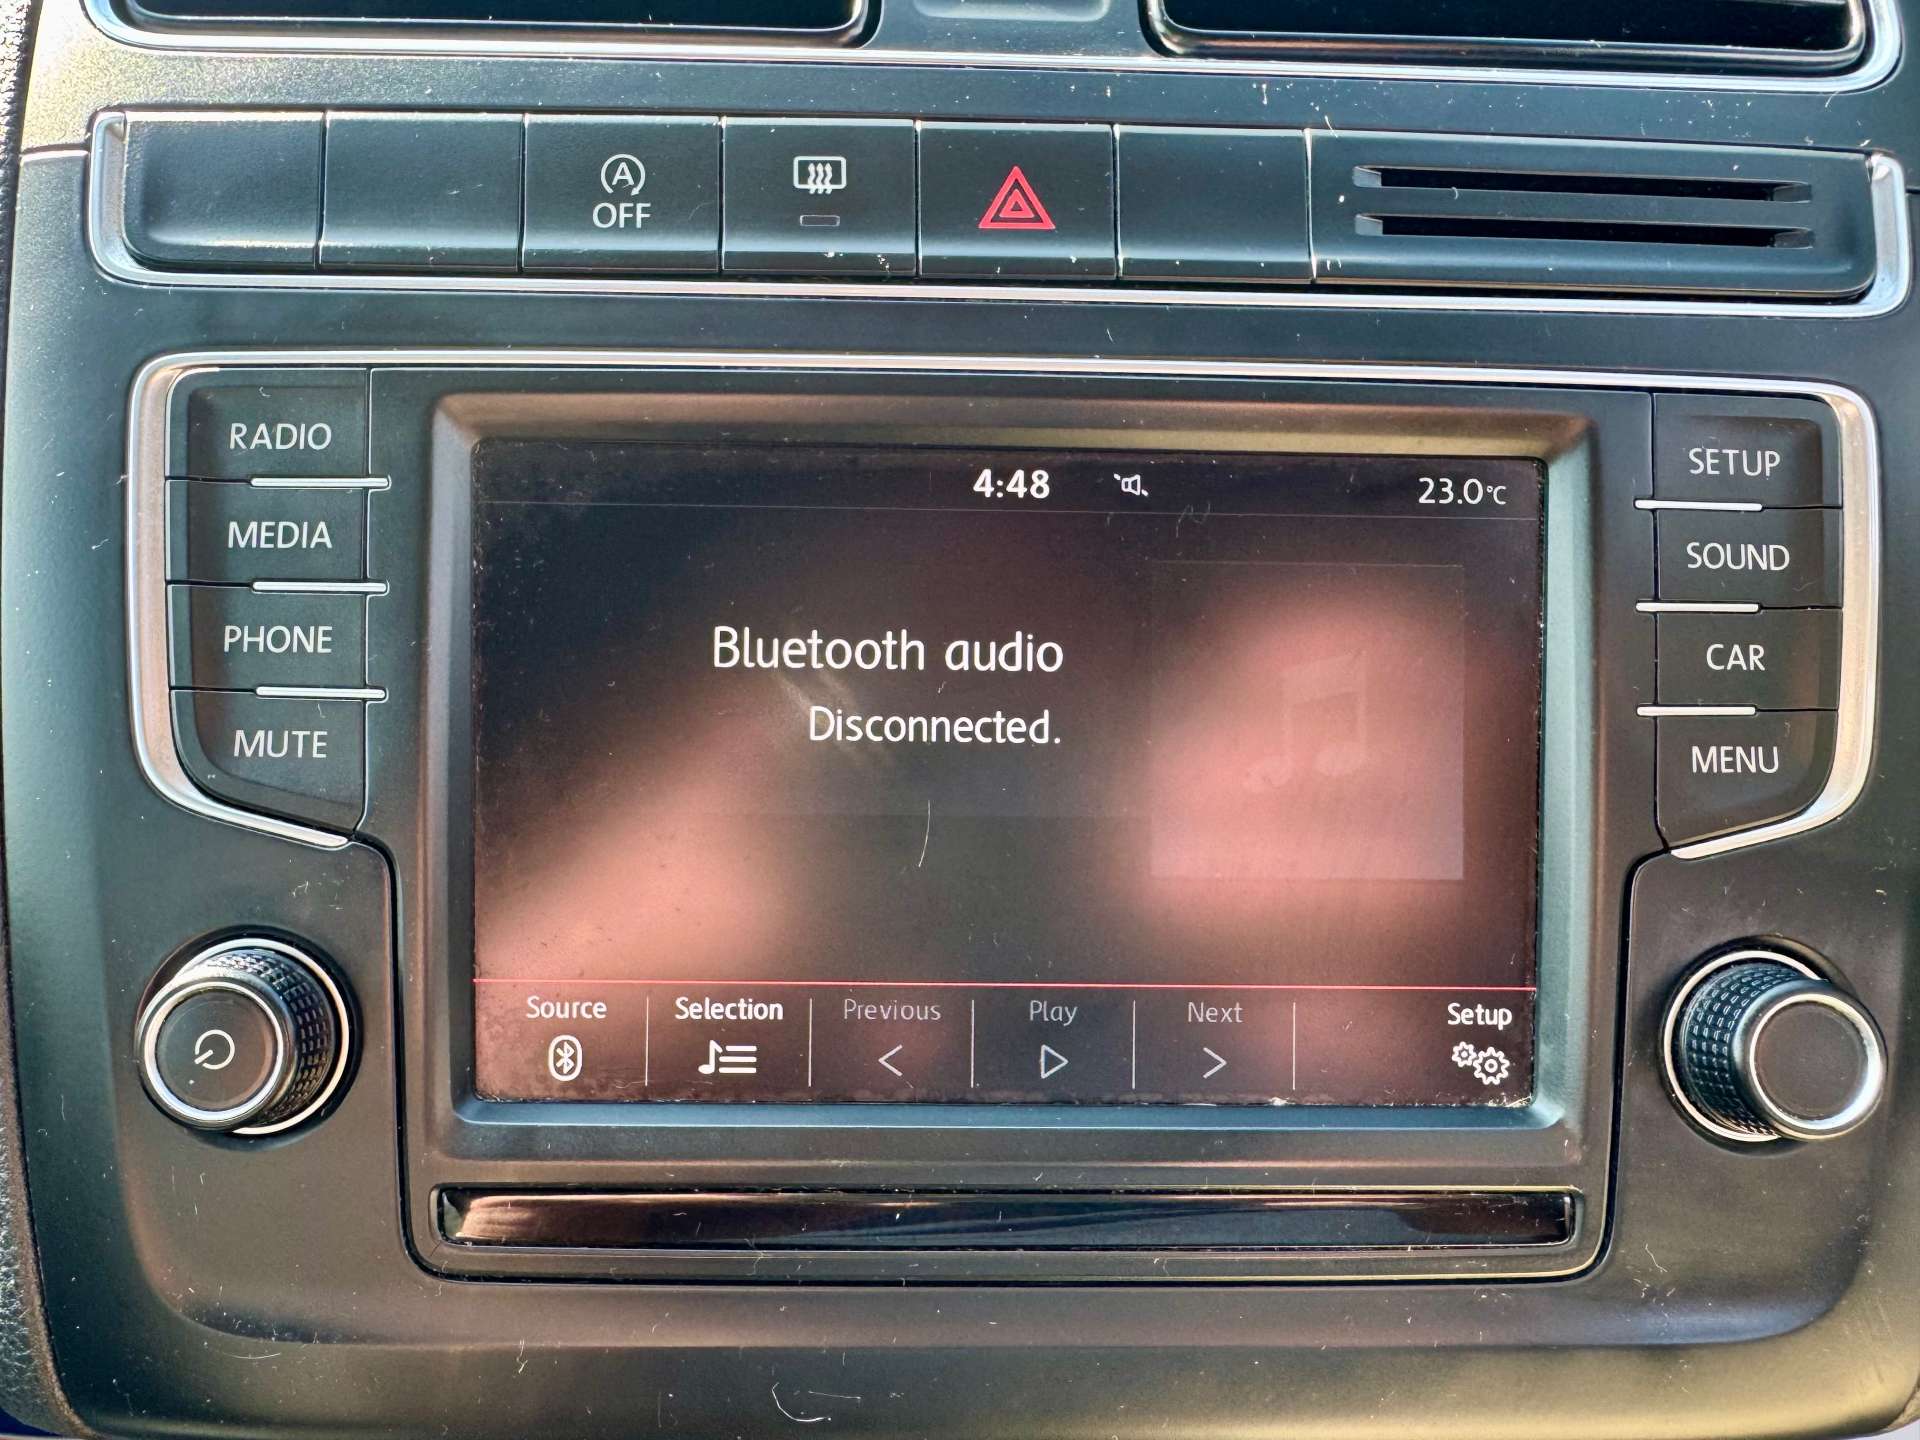 OFF
RADIO
MEDIA
PHONE
MUTE
4:48
23.0°C
Bluetooth audio
Disconnected.
Source
Selection
Previous
Play
Next
Setup
SETUP
SOUND
CAR
MENU